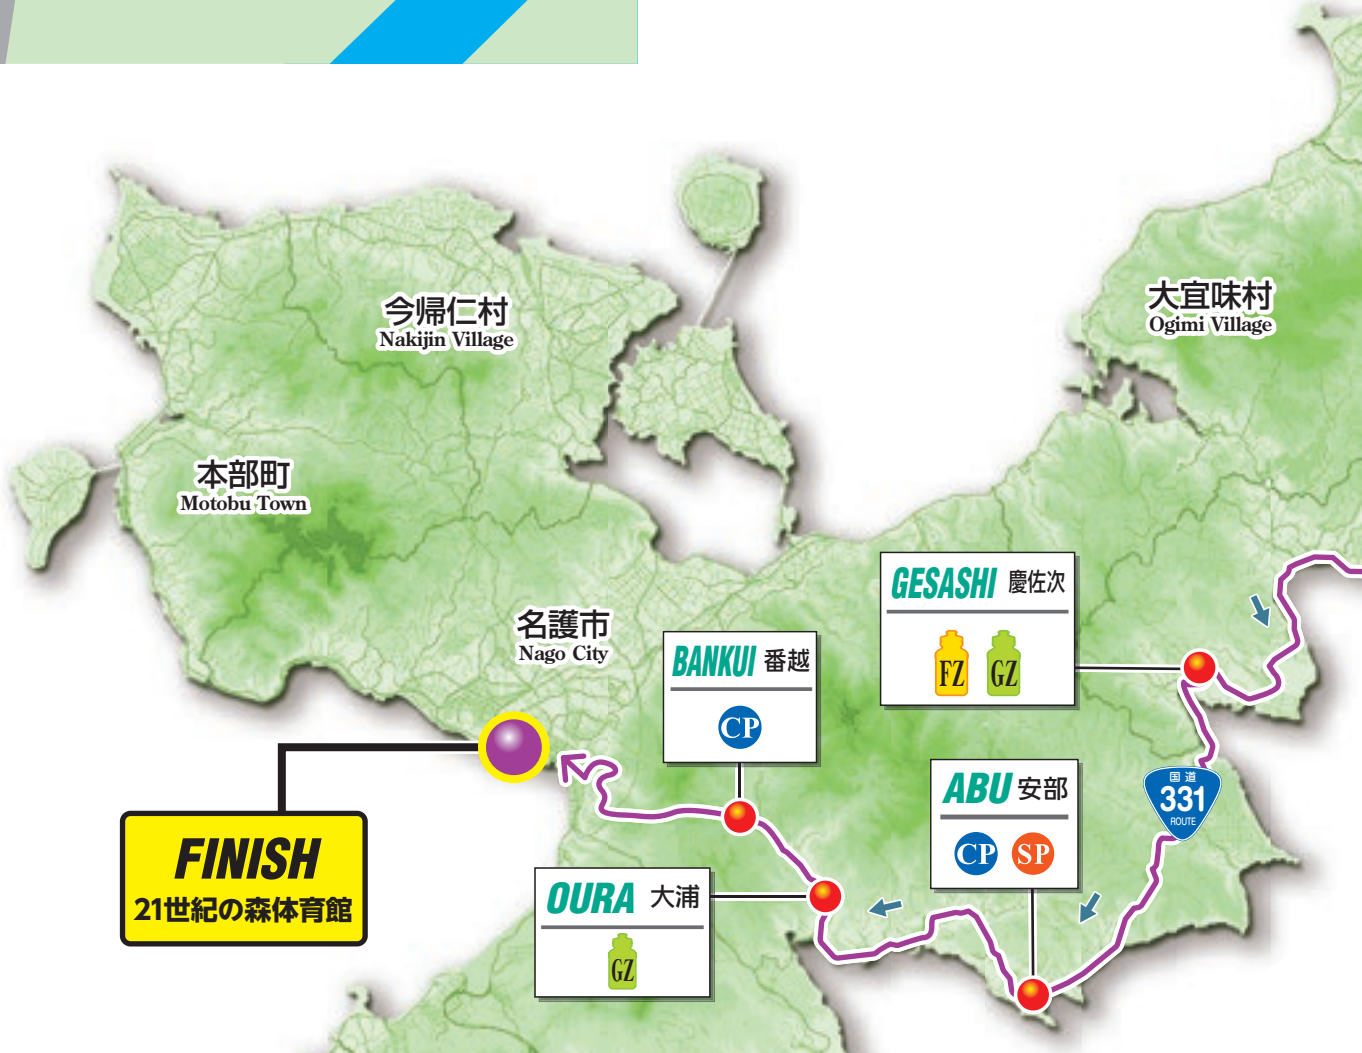 今帰仁村
Nakijin Village
大宜味村
Ogimi Village
本部町
Motobu Town
名護市
Nago City
GESASHI 慶佐次
FZ GZ
BANKUI 番越
CP
ABU 安部
CP SP
国道
331
ROUTE
OURA 大浦
GZ
FINISH
21世紀の森体育館